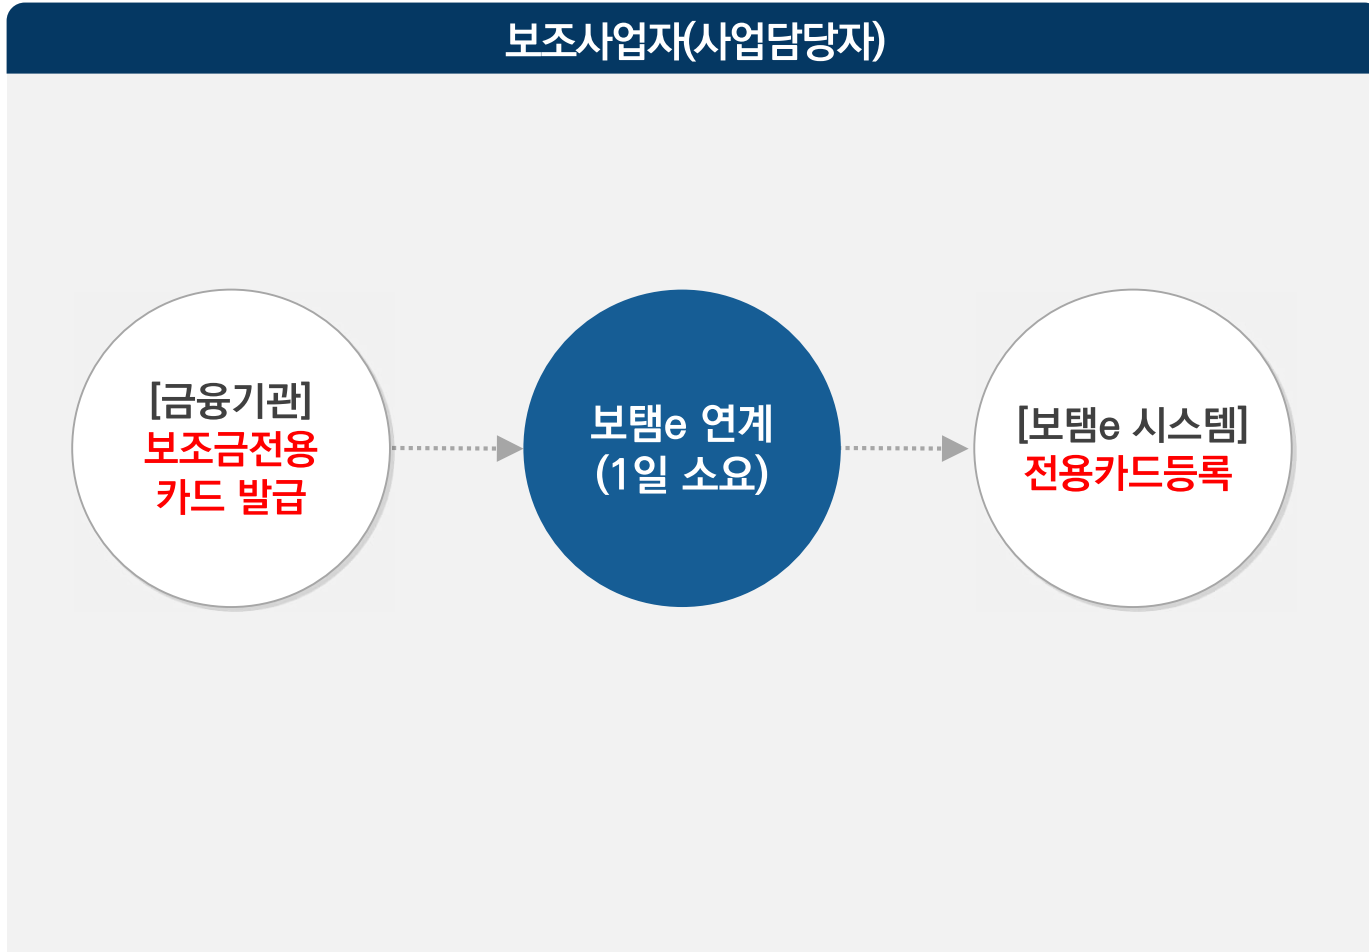 보조사업자(사업담당자)
[금융기관]
보조금전용
카드 발급
보탬e 연계
(1일 소요)
[보탬e 시스템]
전용카드등록